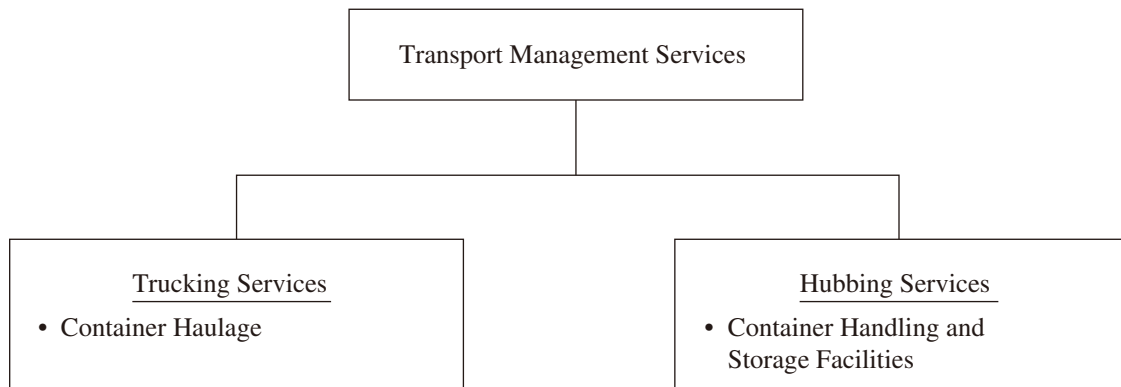 Transport Management Services
Trucking Services
• Container Haulage
Hubbing Services
• Container Handling and
Storage Facilities